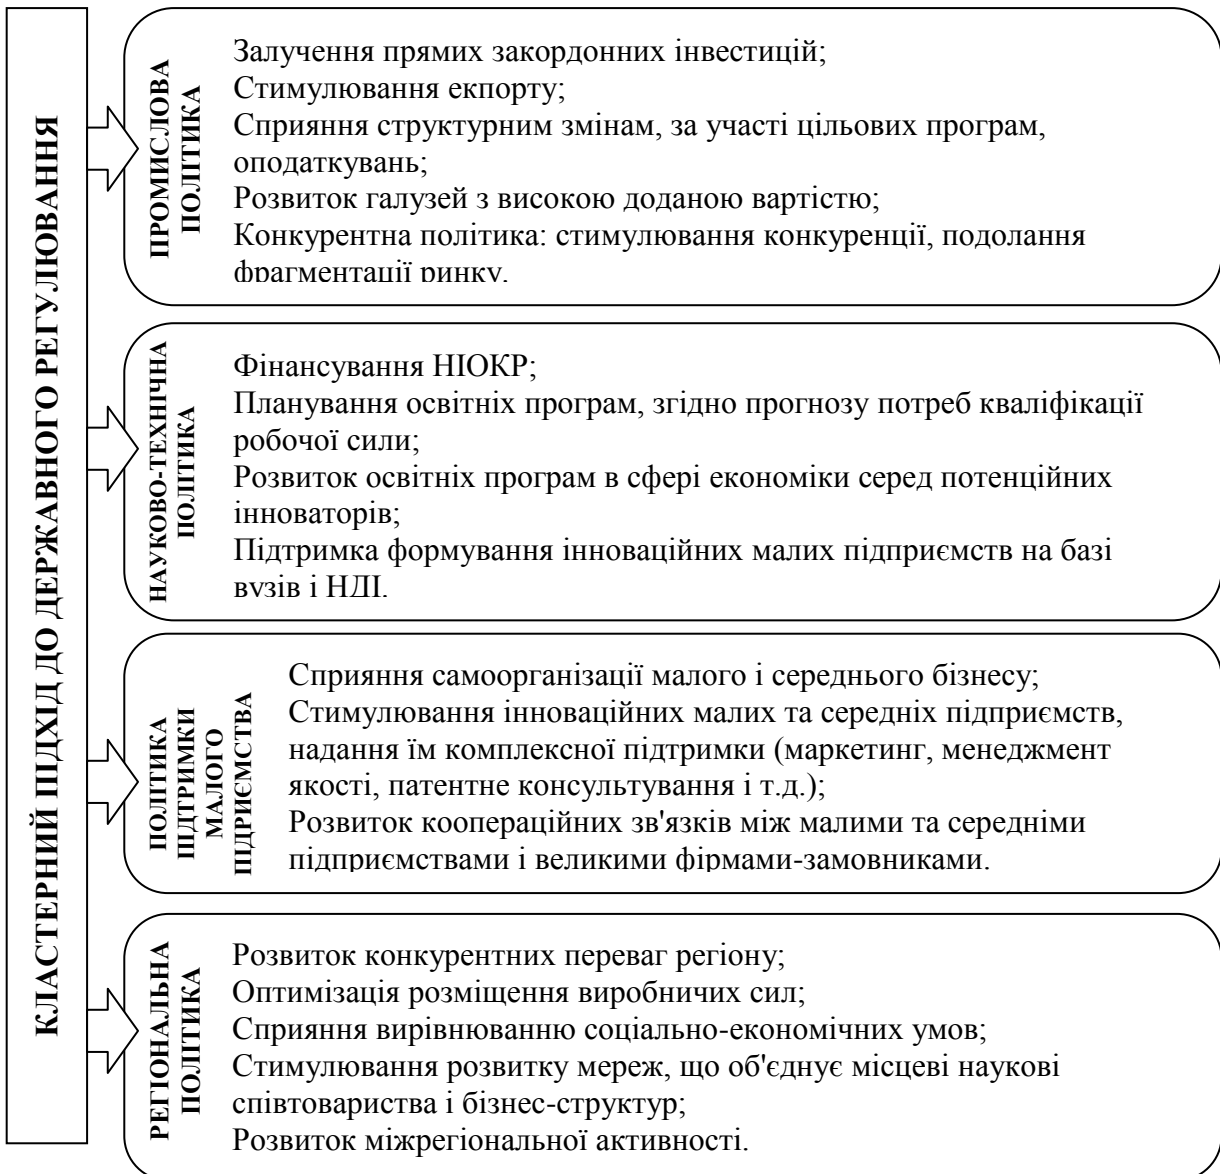 КЛАСТЕРНИЙ ПІДХІД ДО ДЕРЖАВНОГО РЕГУЛЮВАННЯ
ПРОМИСЛОВА
ПОЛІТИКА
Залучення прямих закордонних інвестицій;
Стимулювання екпорту;
Сприяння структурним змінам, за участі цільових програм,
оподаткувань;
Розвиток галузей з високою доданою вартістю;
Конкурентна політика: стимулювання конкуренції, подолання
фрагментації ринку.
НАУКОВО-ТЕХНІЧНА
ПОЛІТИКА
Фінансування НІОКР;
Планування освітніх програм, згідно прогнозу потреб кваліфікації
робочої сили;
Розвиток освітніх програм в сфері економіки серед потенційних
інноваторів;
Підтримка формування інноваційних малих підприємств на базі
вузів і НДІ.
ПОЛІТИКА
ПІДТРИМКИ
МАЛОГО
ПІДРИЄМСТВА
Сприяння самоорганізації малого і середнього бізнесу;
Стимулювання інноваційних малих та середніх підприємств,
надання їм комплексної підтримки (маркетинг, менеджмент
якості, патентне консультування і т.д.);
Розвиток коопераційних зв'язків між малими та середніми
підприємствами і великими фірмами-замовниками.
РЕГІОНАЛЬНА
ПОЛІТИКА
Розвиток конкурентних переваг регіону;
Оптимізація розміщення виробничих сил;
Сприяння вирівнюванню соціально-економічних умов;
Стимулювання розвитку мереж, що об'єднує місцеві наукові
співтовариства і бізнес-структур;
Розвиток міжрегіональної активності.